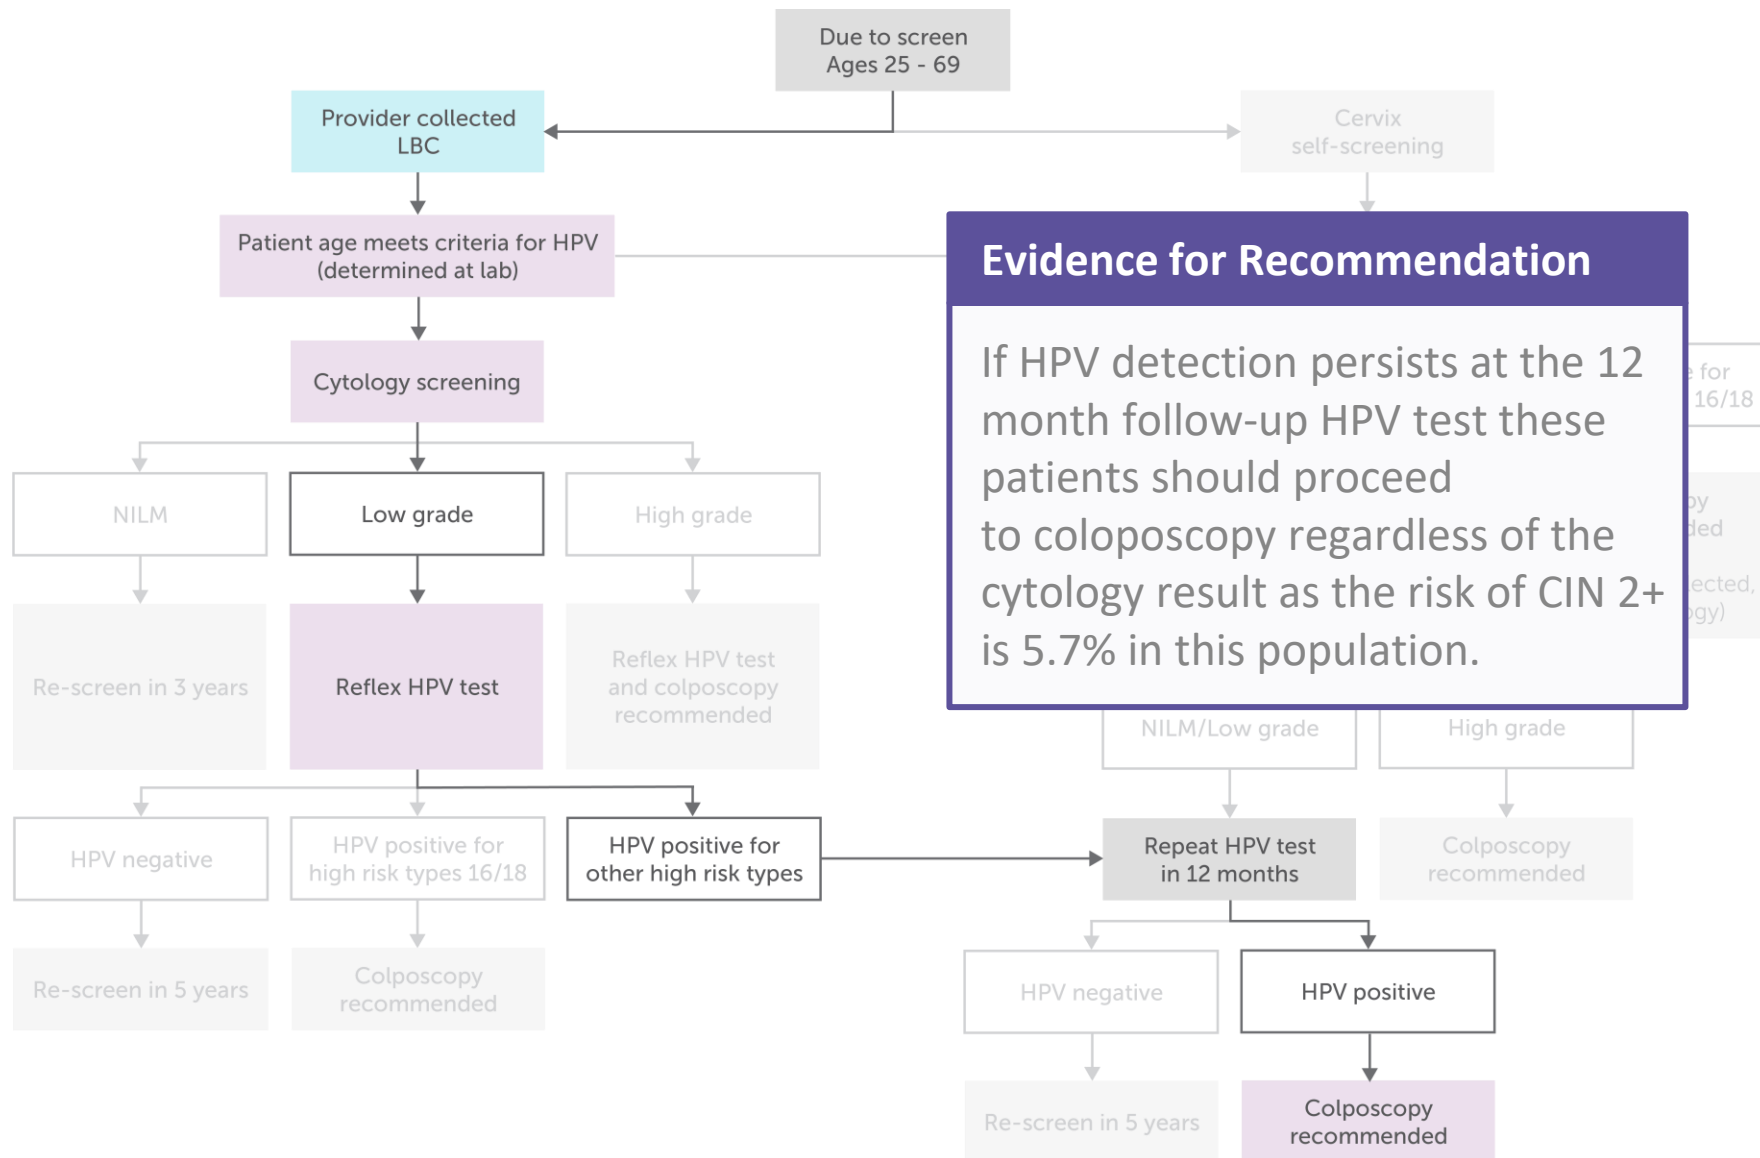 Due to screen
Ages 25 - 69
Provider collected
LBC
Cervix
self-screening
Patient age meets criteria for HPV
(determined at lab)
Evidence for Recommendation
If HPV detection persists at the 12
month follow-up HPV test these
patients should proceed
to coloposcopy regardless of the
cytology result as the risk of CIN 2+
is 5.7% in this population.
for
16/18
Cytology screening
NILM
Low grade
High grade
Re-screen in 3 years
Reflex HPV test
Reflex HPV test
and colposcopy
recommended
NILM/Low grade
High grade
HPV negative
HPV positive for
high risk types 16/18
HPV positive for
other high risk types
Repeat HPV test
in 12 months
Colposcopy
recommended
Re-screen in 5 years
Colposcopy
recommended
HPV negative
HPV positive
Re-screen in 5 years
Colposcopy
recommended